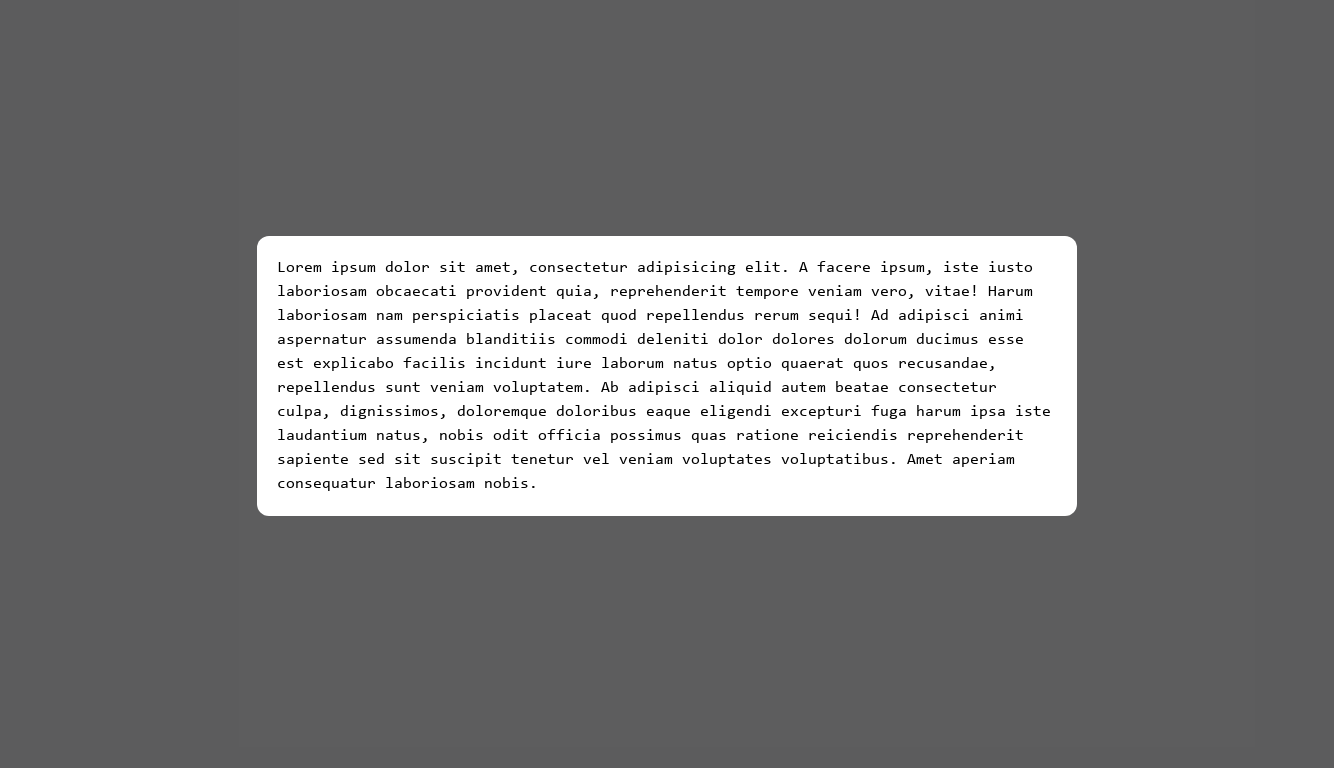 Lorem ipsum dolor sit amet, consectetur adipisicing elit. A facere ipsum, iste iusto
laboriosam obcaecati provident quia, reprehenderit tempore veniam vero, vitae! Harum
laboriosam nam perspiciatis placeat quod repellendus rerum sequi! Ad adipisci animi
aspernatur assumenda blanditiis commodi deleniti dolor dolores dolorum ducimus esse
est explicabo facilis incidunt iure laborum natus optio quaerat quos recusandae,
repellendus sunt veniam voluptatem. Ab adipisci aliquid autem beatae consectetur
culpa, dignissimos, doloremque doloribus eaque eligendi excepturi fuga harum ipsa iste
laudantium natus, nobis odit officia possimus quas ratione reiciendis reprehenderit
sapiente sed sit suscipit tenetur vel veniam voluptates voluptatibus. Amet aperiam
consequatur laboriosam nobis.